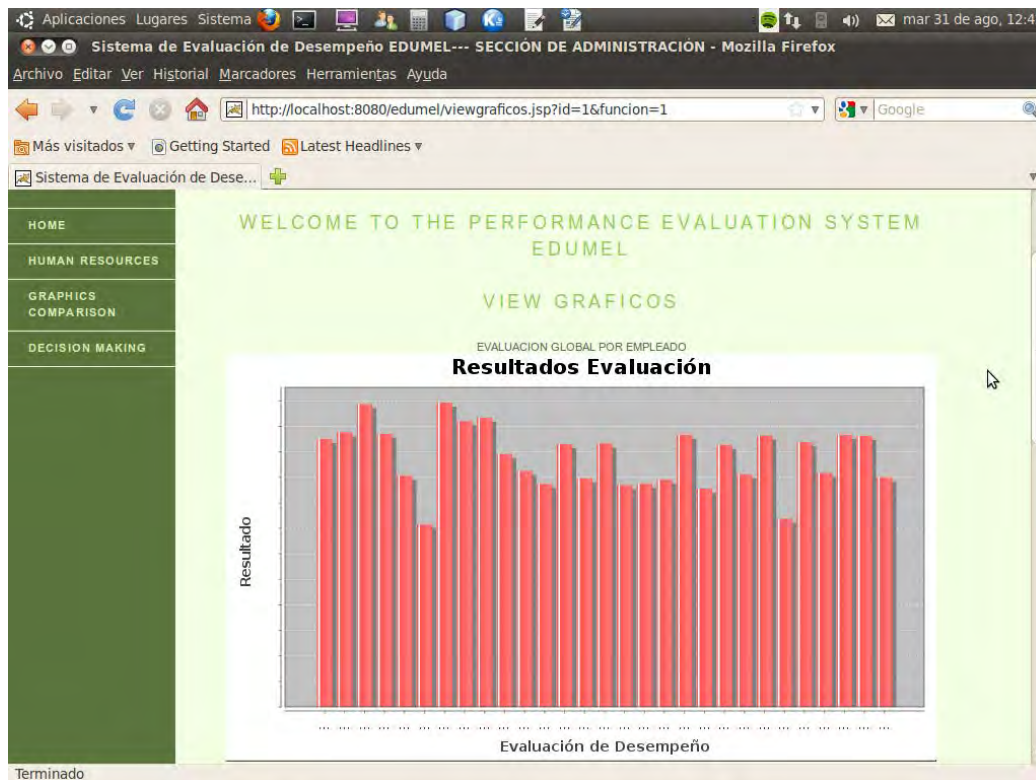 Aplicaciones Lugares Sistema mar 31 de ago, 12:4
Sistema de Evaluación de Desempeño EDUMEL--- SECCIÓN DE ADMINISTRACIÓN - Mozilla Firefox
Archivo Editar Ver Historial Marcadores Herramientas Ayuda
http://localhost:8080/edumel/viewgraficos.jsp?id=1&funcion=1 Google
Más visitados Getting Started Latest Headlines
Sistema de Evaluación de Dese...
HOME
HUMAN RESOURCES
GRAPHICS
COMPARISON
DECISION MAKING
WELCOME TO THE PERFORMANCE EVALUATION SYSTEM
EDUMEL
VIEW GRAFICOS
EVALUACION GLOBAL POR EMPLEADO
Resultados Evaluación
Resultado
... ... ... ... ... ... ... ... ... ... ... ... ... ... ... ... ... ... ... ... ... ... ... ... ... ... ... ... ...
Evaluación de Desempeño
Terminado